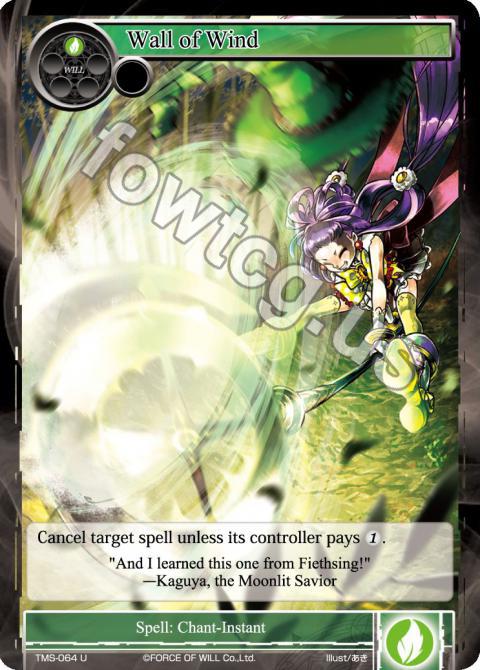 Wall of Wind
WILL
fowtcg.us
Cancel target spell unless its controller pays 1.
"And I learned this one from Fiethsing!"
—Kaguya, the Moonlit Savior
Spell: Chant-Instant
TMS-064 U ©FORCE OF WILL Co.,Ltd. Illust/あき